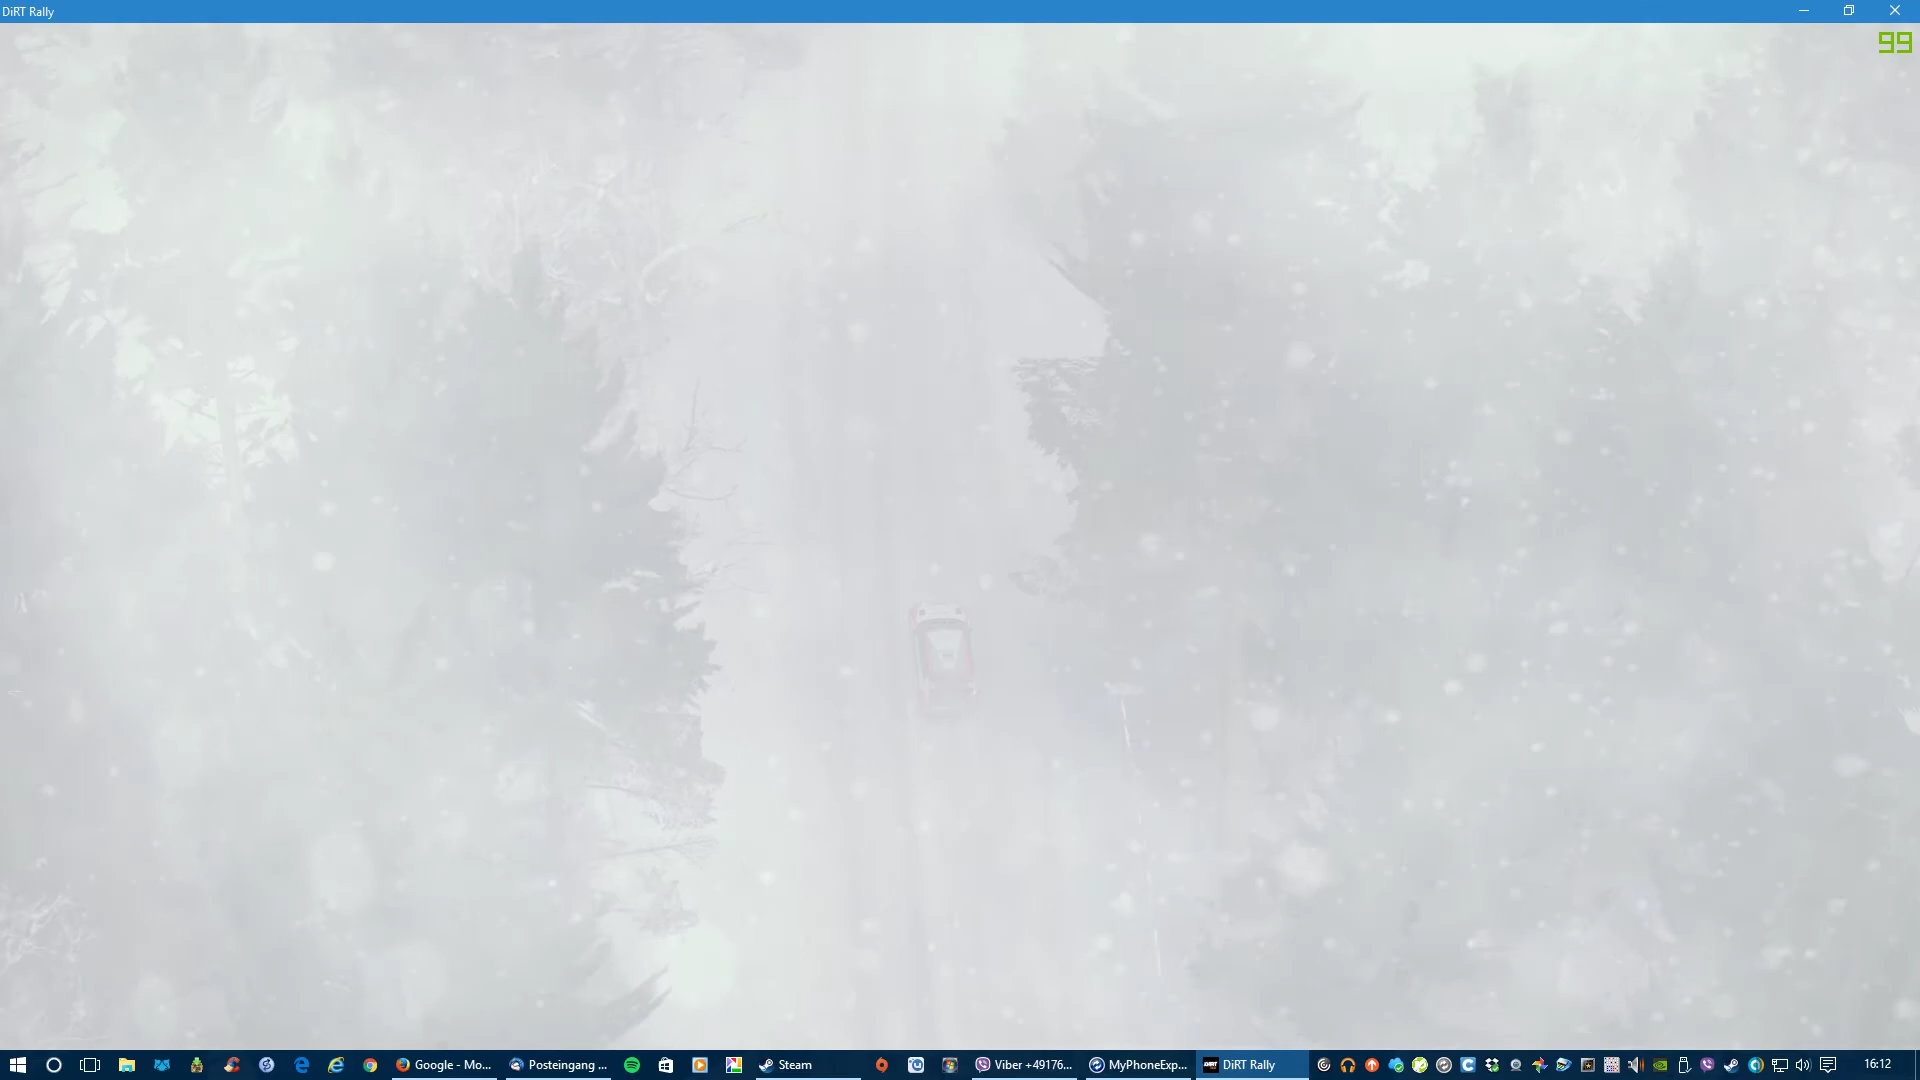 DiRT Rally
99
Google - Mo...
Posteingang ...
Steam
Viber +49176...
MyPhoneExp...
DiRT Rally
16:12